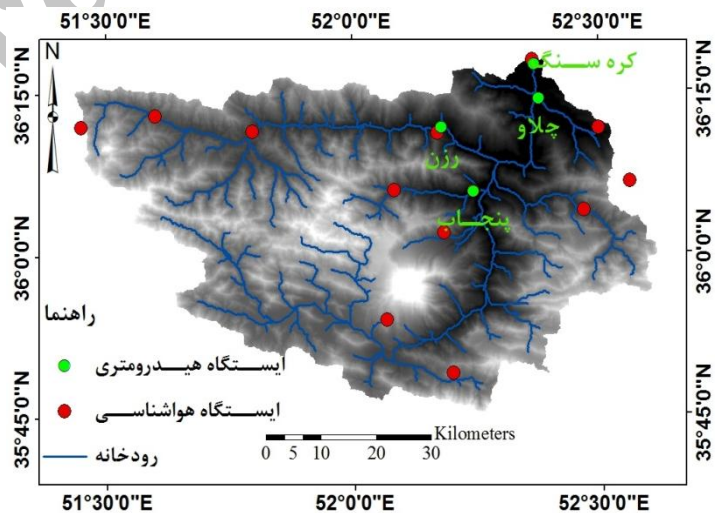 51°30'0"E 52°0'0"E 52°30'0"E
N
36°15'0"N
36°0'0"N
35°45'0"N
36°15'0"N
36°0'0"N
35°45'0"N
کره سنگ
چلاو
رزن
پنجاب
راهنما
ایستگاه هیدرومتری
ایستگاه هواشناسی
رودخانه
Kilometers
0 5 10 20 30
51°30'0"E 52°0'0"E 52°30'0"E